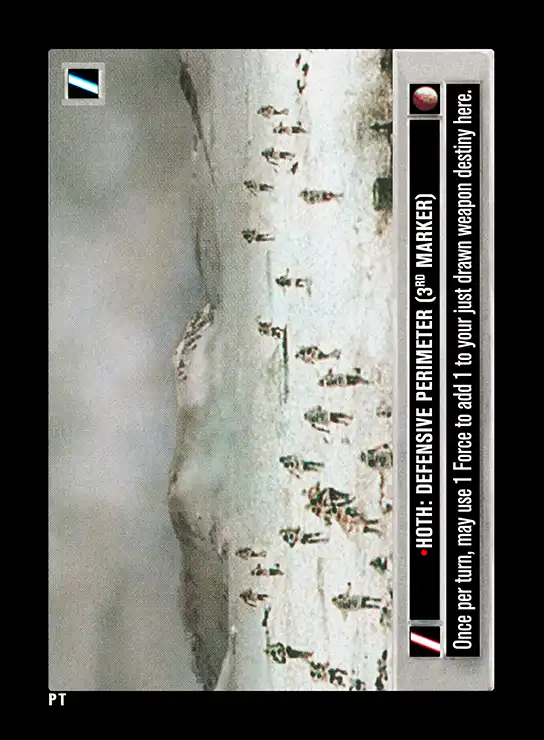 •HOTH: DEFENSIVE PERIMETER (3RD MARKER)
Once per turn, may use 1 Force to add 1 to your just drawn weapon destiny here.
PT